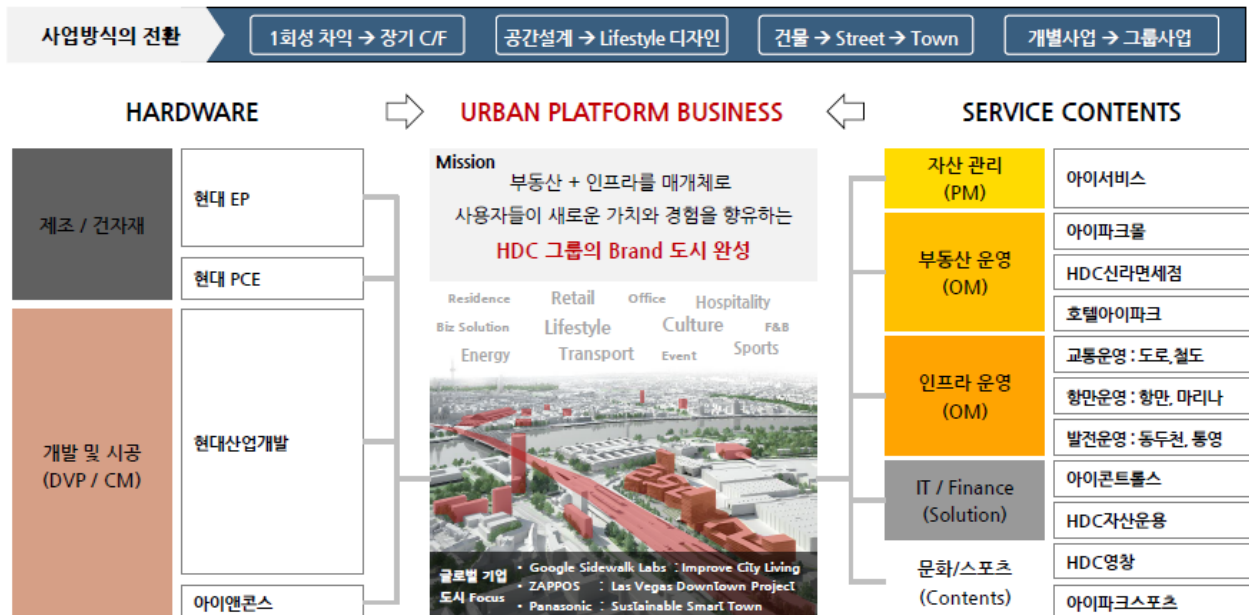 사업방식의 전환
1회성 차익 → 장기 C/F
공간설계 → Lifestyle 디자인
건물 → Street → Town
개별사업 → 그룹사업
HARDWARE
URBAN PLATFORM BUSINESS
SERVICE CONTENTS
제조 / 건자재
현대 EP
현대 PCE
개발 및 시공
(DVP / CM)
현대산업개발
아이앤콘스
Mission
부동산 + 인프라를 매개체로
사용자들이 새로운 가치와 경험을 향유하는
HDC 그룹의 Brand 도시 완성
Residence Retail Office Hospitality
Biz Solution Lifestyle Culture F&B
Energy Transport Event Sports
글로벌 기업
도시 Focus
• Google Sidewalk Labs : Improve City Living
• ZAPPOS : Las Vegas Downtown Project
• Panasonic : Sustainable Smart Town
자산 관리
(PM)
아이서비스
부동산 운영
(OM)
아이파크몰
HDC신라면세점
호텔아이파크
인프라 운영
(OM)
교통운영 : 도로,철도
항만운영 : 항만, 마리나
발전운영 : 동두천, 통영
IT / Finance
(Solution)
아이콘트롤스
HDC자산운용
문화/스포츠
(Contents)
HDC영창
아이파크스포츠